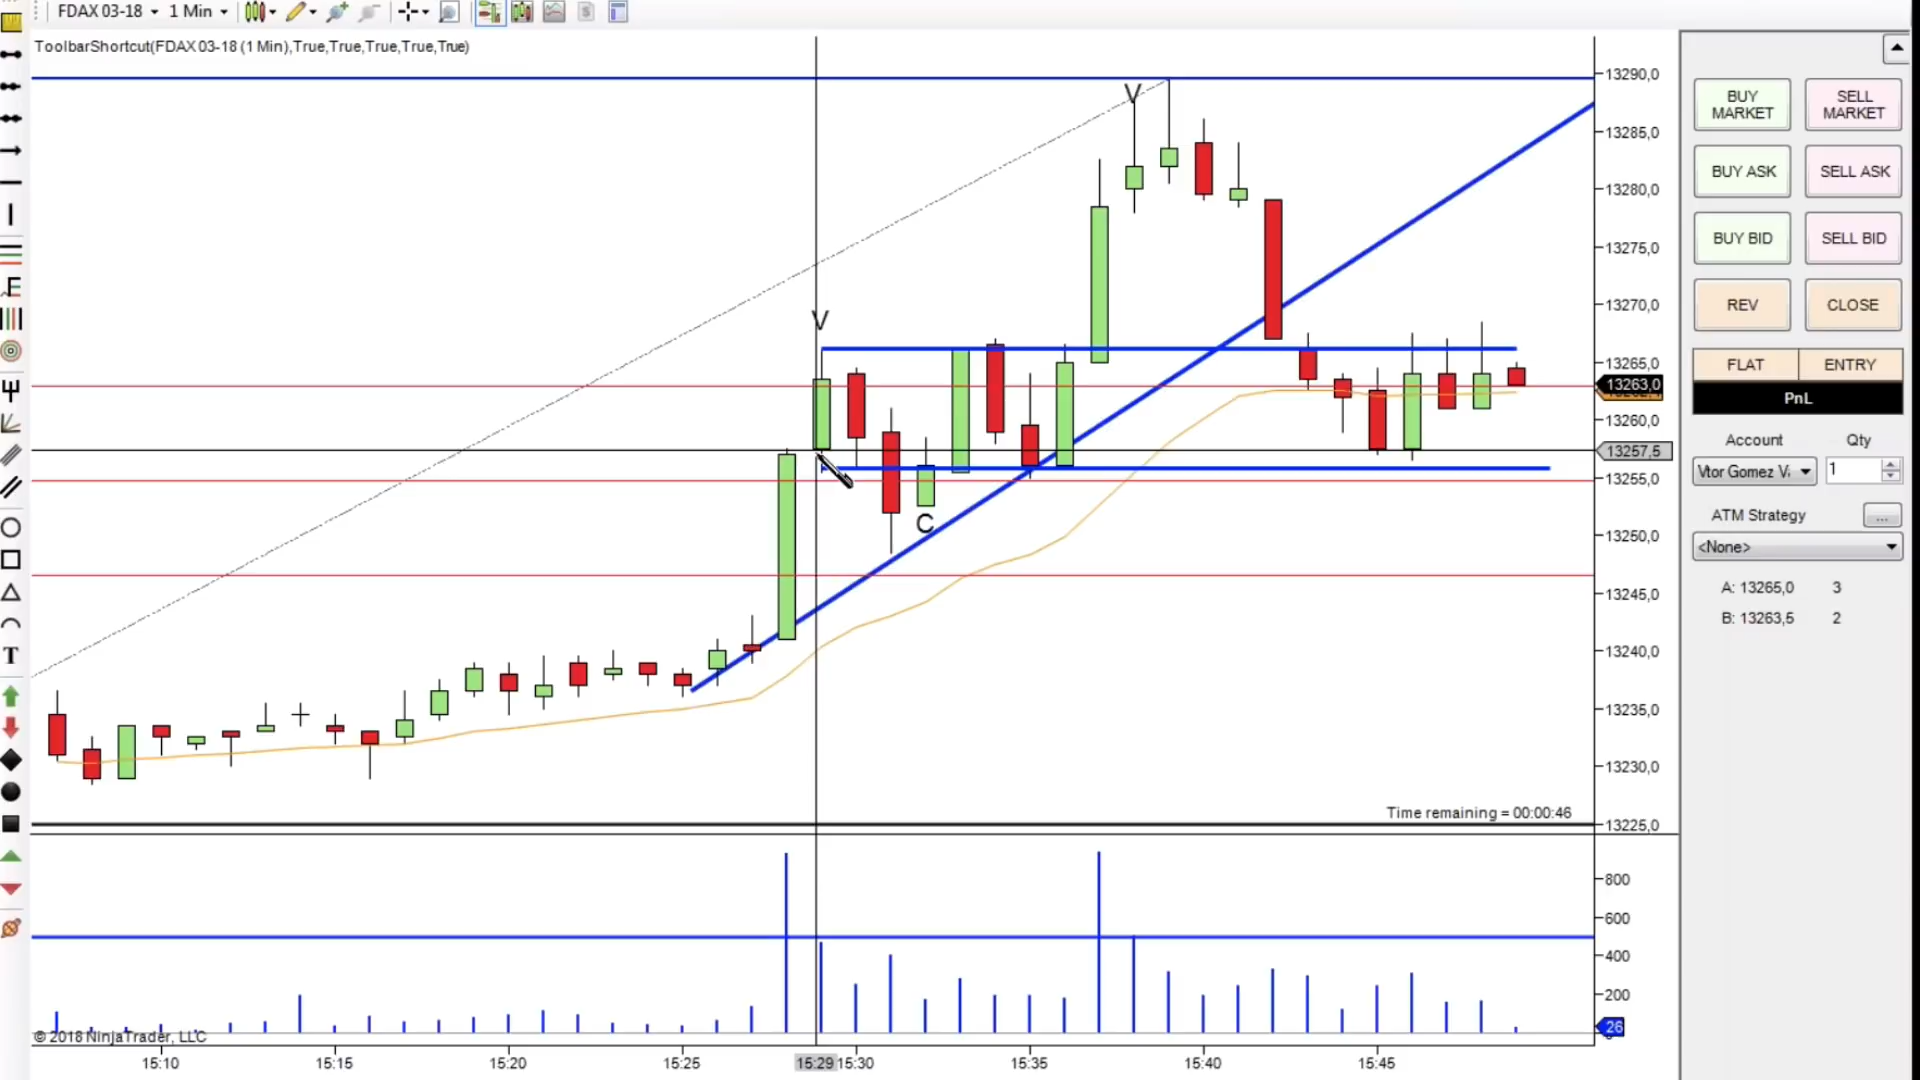 FDAX 03-18 1 Min
ToolbarShortcut(FDAX 03-18 (1 Min),True,True,True,True,True)
13290,0
13285,0
13280,0
13275,0
13270,0
13265,0
13263,0
13260,0
13257,5
13255,0
13250,0
13245,0
13240,0
13235,0
13230,0
13225,0
V
V
C
Time remaining = 00:00:46
800
600
400
200
26
© 2018 NinjaTrader, LLC
15:10
15:20
15:15
15:25
15:29
15:30
15:35
15:40
15:45
BUY MARKET
SELL MARKET
BUY ASK
SELL ASK
BUY BID
SELL BID
REV
CLOSE
FLAT
ENTRY
PnL
Account
Qty
Vtor Gomez
1
ATM Strategy
...
<None>
A: 13265,0 3
B: 13263,5 2
T